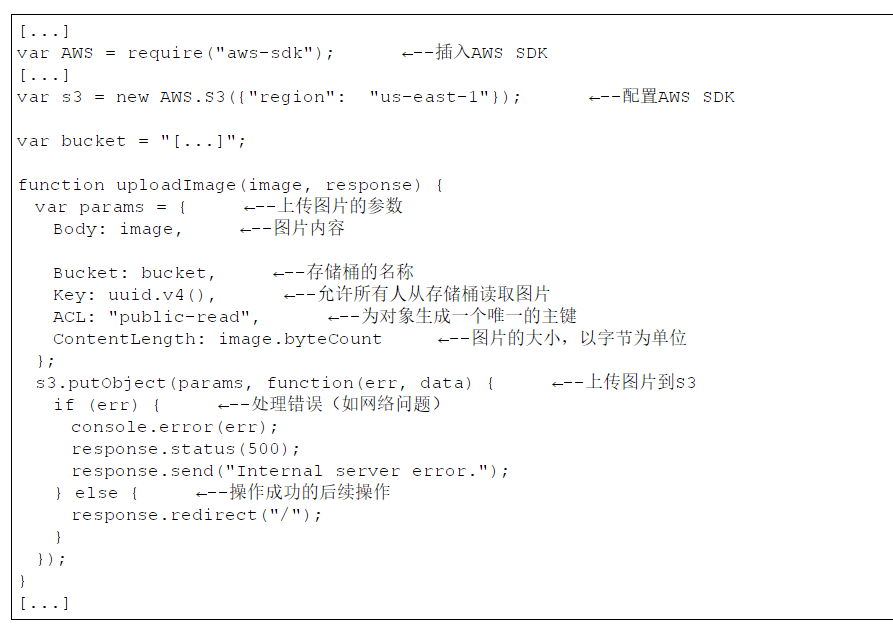 [...]
var AWS = require("aws-sdk"); ←--插入AWS SDK
[...]
var s3 = new AWS.S3({"region": "us-east-1"}); ←--配置AWS SDK
var bucket = "[...]";
function uploadImage(image, response) {
var params = { ←--上传图片的参数
Body: image, ←--图片内容
Bucket: bucket, ←--存储桶的名称
Key: uuid.v4(), ←--允许所有人从存储桶读取图片
ACL: "public-read", ←--为对象生成一个唯一的主键
ContentLength: image.byteCount ←--图片的大小，以字节为单位
};
s3.putObject(params, function(err, data) { ←--上传图片到S3
if (err) { ←--处理错误（如网络问题）
console.error(err);
response.status(500);
response.send("Internal server error.");
} else { ←--操作成功的后续操作
response.redirect("/");
}
});
}
[...]